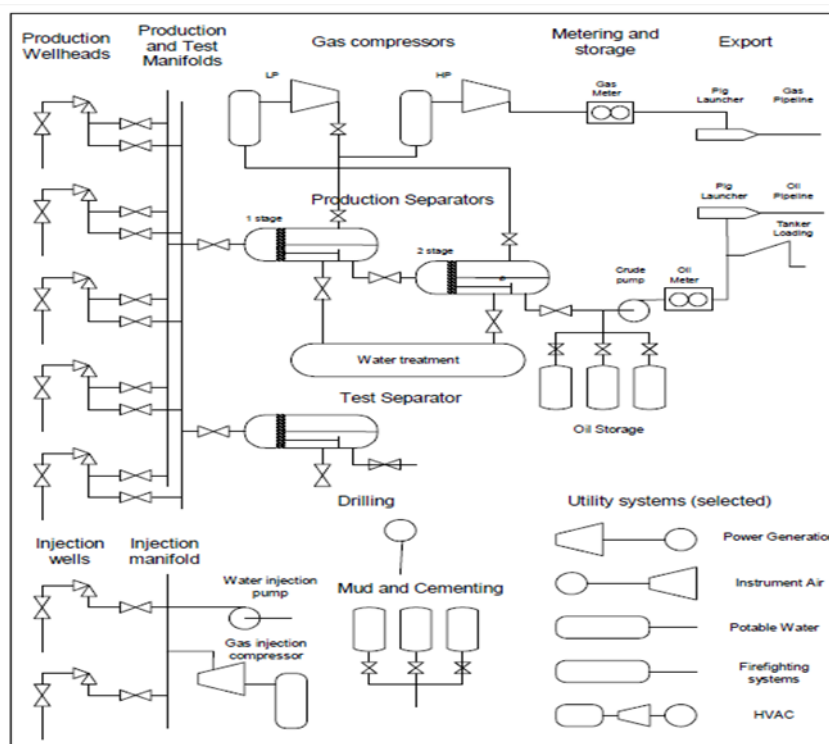 Production
Wellheads
Production
and Test
Manifolds
Gas compressors
Metering and
storage
Export
LP
HP
Gas
Meter
Pig
Launcher
Gas
Pipeline
Production Separators
1 stage
2 stage
Pig
Launcher
Oil
Pipeline
Tanker
Loading
Crude
pump
Oil
Meter
Water treatment
Test Separator
Oil Storage
Drilling
Utility systems (selected)
Injection
wells
Injection
manifold
Water injection
pump
Gas injection
compressor
Mud and Cementing
Power Generation
Instrument Air
Potable Water
Firefighting
systems
HVAC